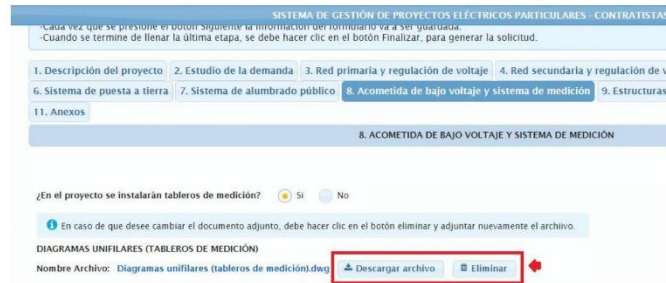 SISTEMA DE GESTIÓN DE PROYECTOS ELÉCTRICOS PARTICULARES - CONTRATISTAS
-Cada vez que se presione el botón Siguiente la información del formulario va a ser guardada.
-Cuando se termine de llenar la última etapa, se debe hacer clic en el botón Finalizar, para generar la solicitud.
1. Descripción del proyecto 2. Estudio de la demanda 3. Red primaria y regulación de voltaje 4. Red secundaria y regulación de v
6. Sistema de puesta a tierra 7. Sistema de alumbrado público 8. Acometida de bajo voltaje y sistema de medición 9. Estructuras
11. Anexos
8. ACOMETIDA DE BAJO VOLTAJE Y SISTEMA DE MEDICIÓN
¿En el proyecto se instalarán tableros de medición? Si No
En caso de que desee cambiar el documento adjunto, debe hacer clic en el botón eliminar y adjuntar nuevamente el archiivo.
DIAGRAMAS UNIFILARES (TABLEROS DE MEDICIÓN)
Nombre Archivo: Diagramas unifilares (tableros de medición).dwg Descargar archivo Eliminar